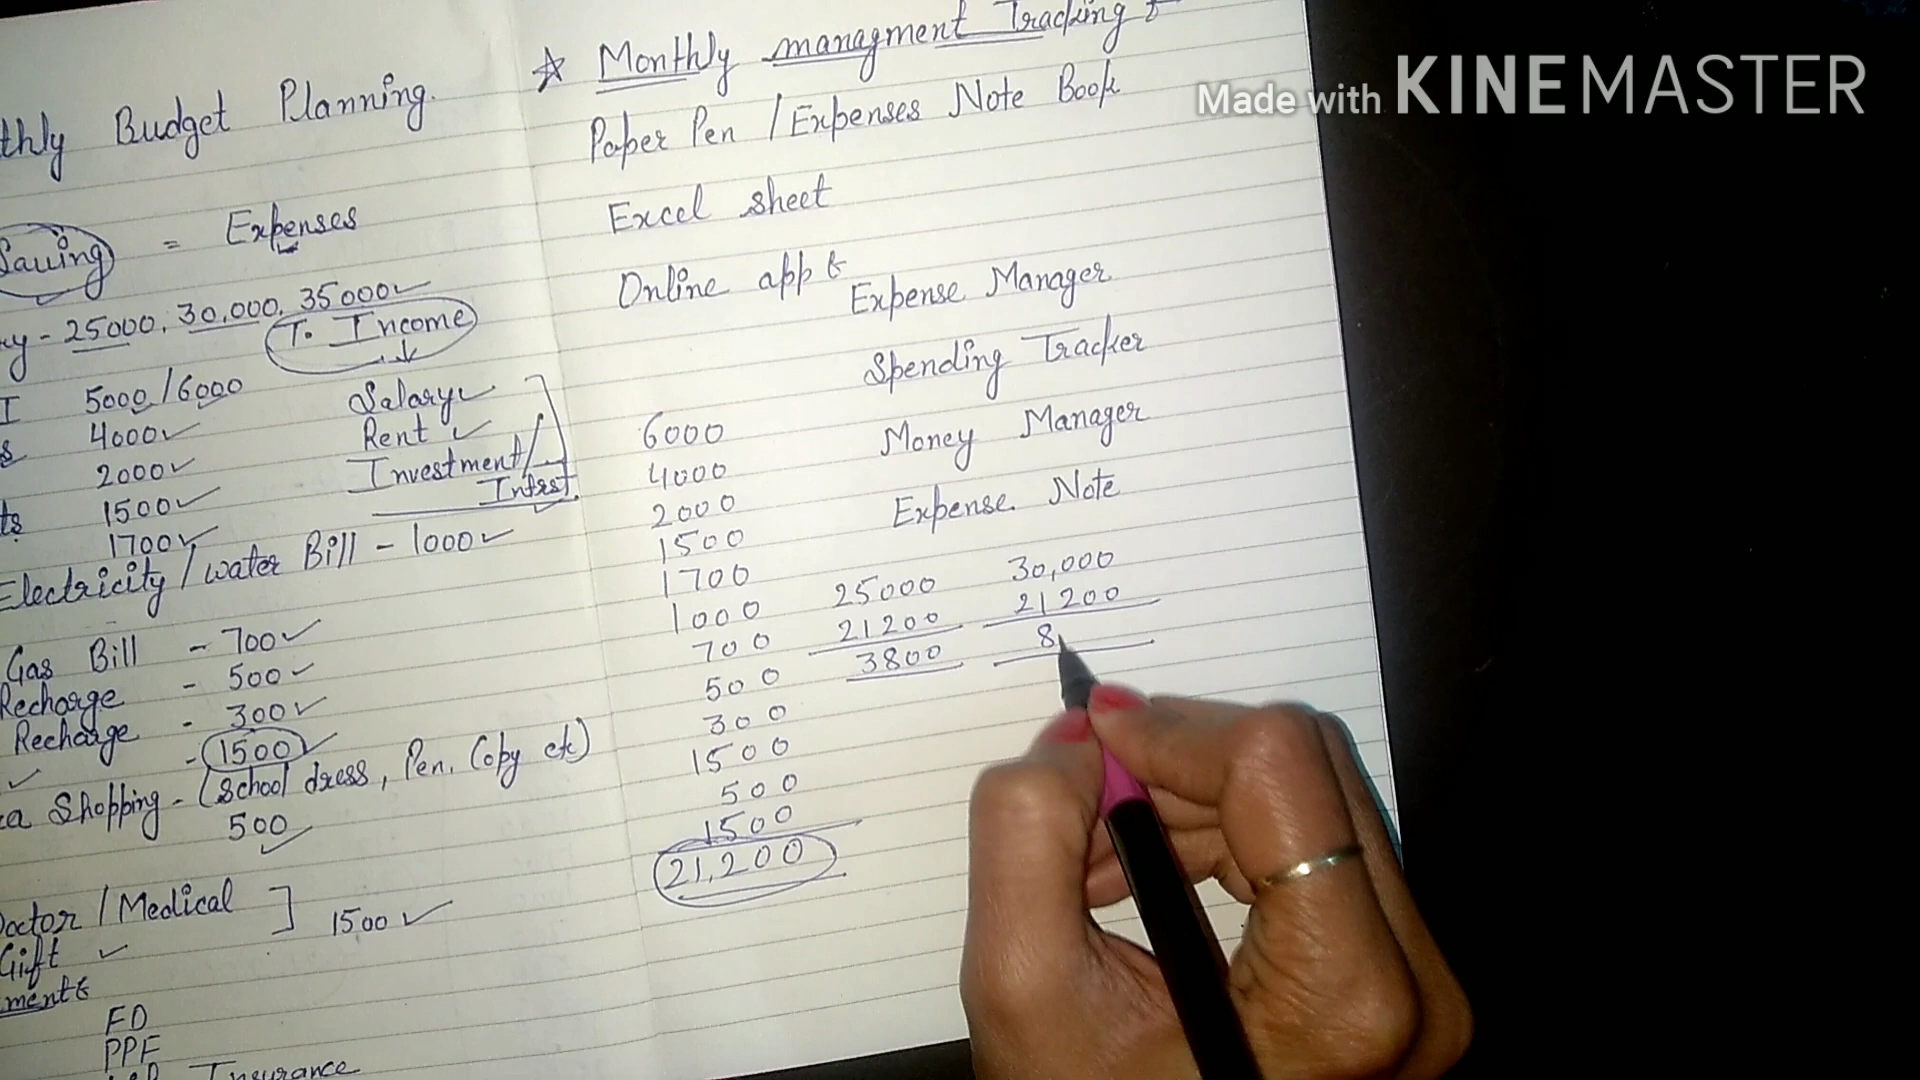 thly Budget Planning.
Saving = Expenses
y - 25000, 30,000, 35000 ✓
T. Income
I 5000/6000
s 4000 ✓
2000 ✓
ts 1500 ✓
1700 ✓
Salary ✓
Rent ✓
Investment/
Intrst.
Electricity/water Bill - 1000 ✓
Gas Bill - 700 ✓
Recharge - 500 ✓
Recharge - 300 ✓
✓ - 1500 ✓
a Shopping - (School dress, Pen, Copy etc)
500 ✓
Doctor/Medical ] 1500 ✓
Gift ✓
ment
FD
PPF
Insurance
☆ Monthly managment Tracking
Paper Pen / Expenses Note Book
Excel sheet
Online app Expense Manager
Spending Tracker
Money Manager
Expense Note
6000
4000
2000
1500
1700
1000
700
500
300
1500
500
1500
21,200
25000
21200
3800
30,000
21200
8
Made with KINEMASTER